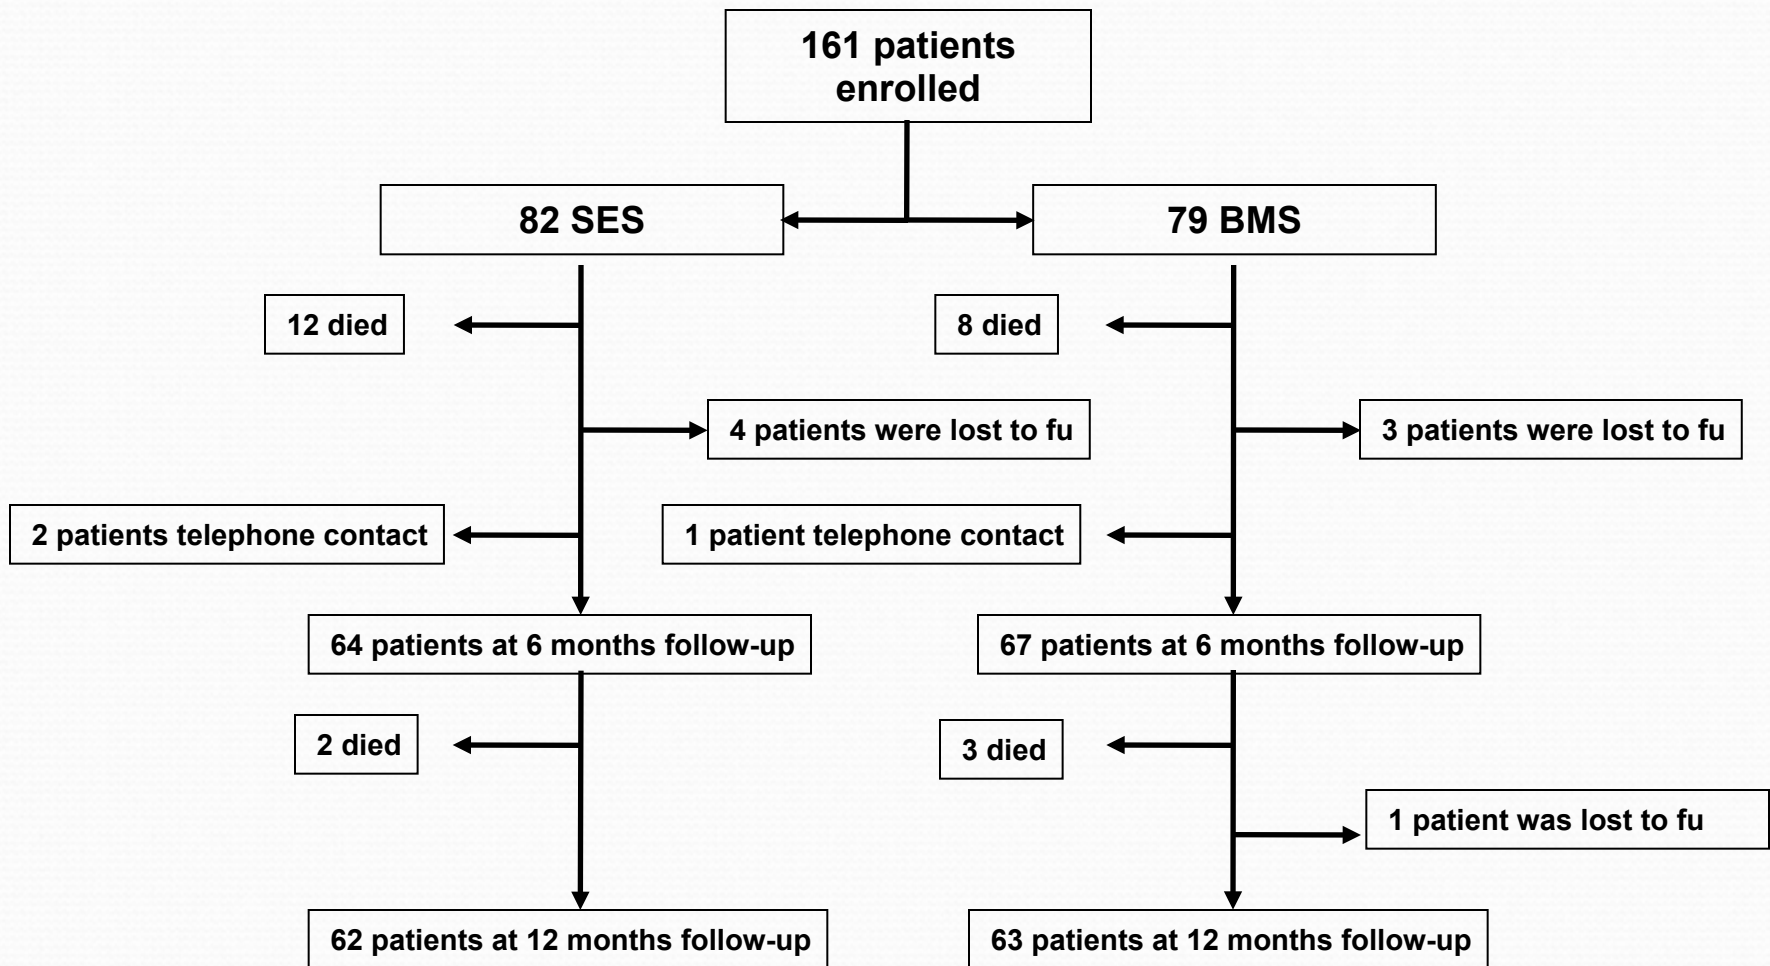 161 patients
enrolled
82 SES
79 BMS
12 died
8 died
4 patients were lost to fu
3 patients were lost to fu
2 patients telephone contact
1 patient telephone contact
64 patients at 6 months follow-up
67 patients at 6 months follow-up
2 died
3 died
1 patient was lost to fu
62 patients at 12 months follow-up
63 patients at 12 months follow-up